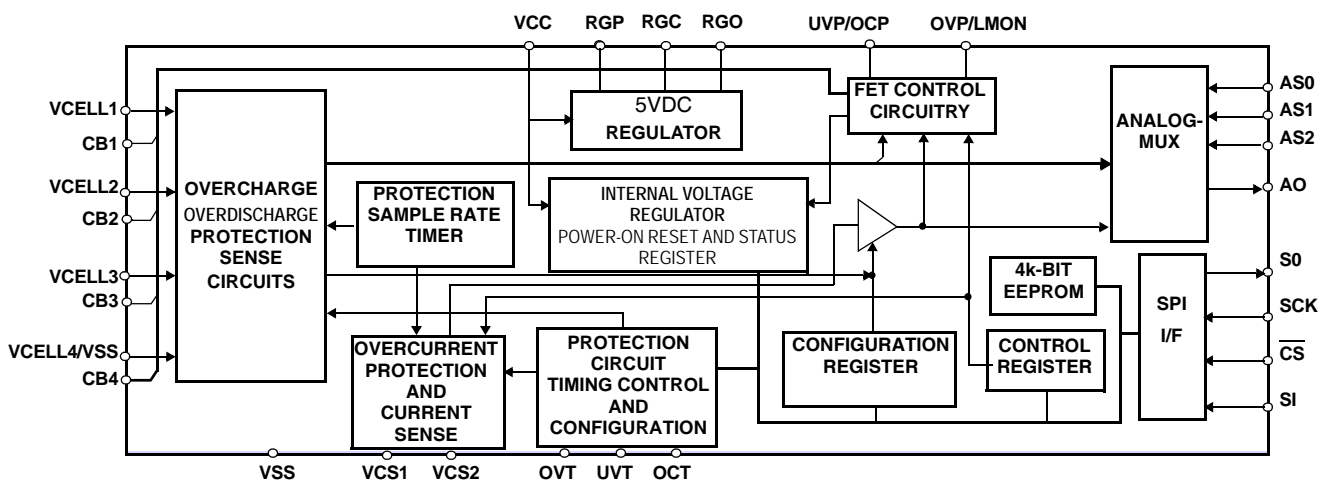 VCC RGP RGC RGO UVP/OCP OVP/LMON
VCELL1
CB1
VCELL2
CB2
VCELL3
CB3
VCELL4/VSS
CB4
OVERCHARGE
OVERDISCHARGE
PROTECTION
SENSE
CIRCUITS
5VDC
REGULATOR
FET CONTROL
CIRCUITRY
ANALOG-
MUX
AS0
AS1
AS2
AO
PROTECTION
SAMPLE RATE
TIMER
INTERNAL VOLTAGE
REGULATOR
POWER-ON RESET AND STATUS
REGISTER
4k-BIT
EEPROM
SPI
I/F
S0
SCK
CS
SI
OVERCURRENT
PROTECTION
AND
CURRENT
SENSE
PROTECTION
CIRCUIT
TIMING CONTROL
AND
CONFIGURATION
CONFIGURATION
REGISTER
CONTROL
REGISTER
VSS VCS1 VCS2 OVT UVT OCT